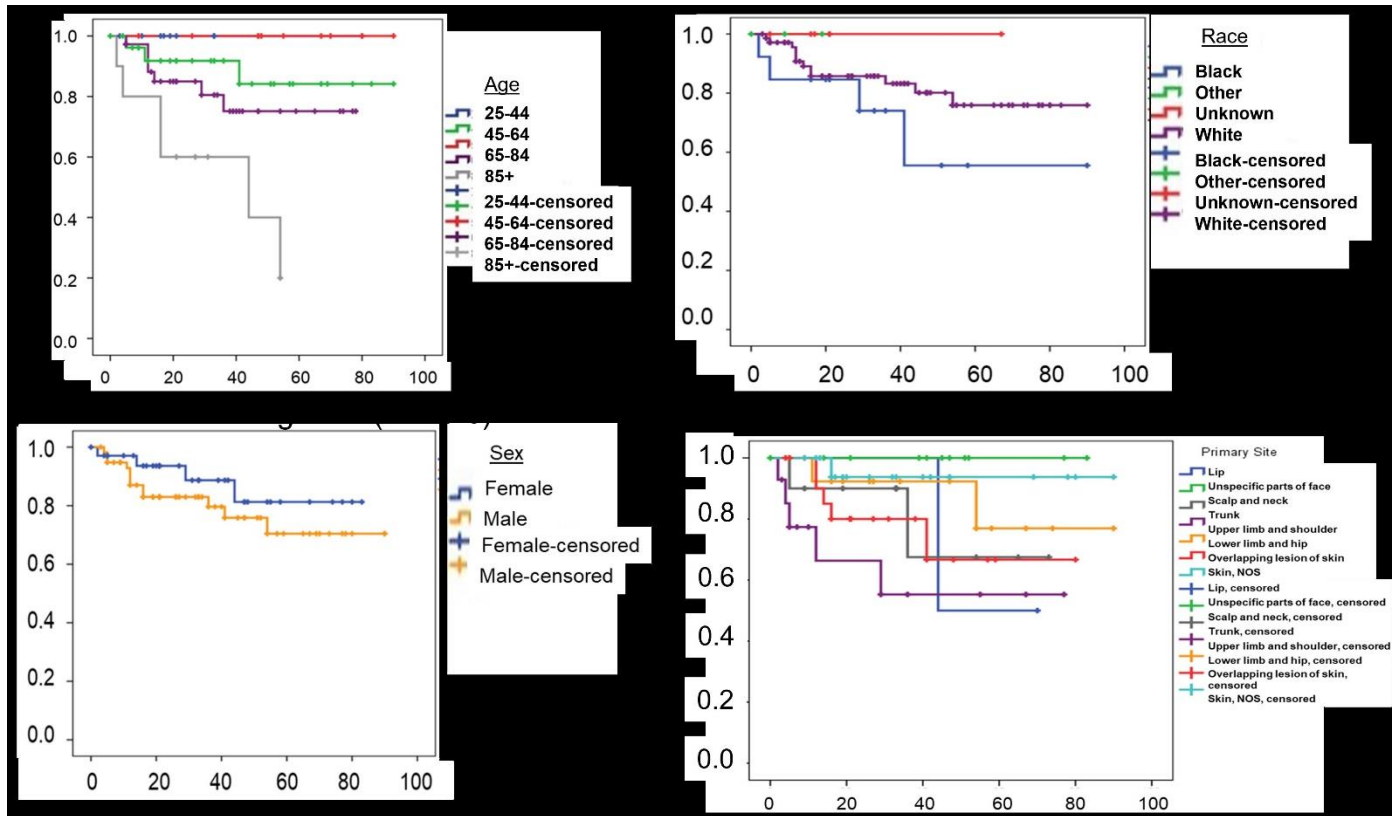 1.0
0.8
0.6
0.4
0.2
0.0
0 20 40 60 80 100
Age
25-44
45-64
65-84
85+
25-44-censored
45-64-censored
65-84-censored
85+-censored
1.0
0.8
0.6
0.4
0.2
0.0
0 20 40 60 80 100
Race
Black
Other
Unknown
White
Black-censored
Other-censored
Unknown-censored
White-censored
1.0
0.8
0.6
0.4
0.2
0.0
0 20 40 60 80 100
Sex
Female
Male
Female-censored
Male-censored
1.0
0.8
0.6
0.4
0.2
0.0
0 20 40 60 80 100
Primary Site
Lip
Unspecific parts of face
Scalp and neck
Trunk
Upper limb and shoulder
Lower limb and hip
Overlapping lesion of skin
Skin, NOS
Lip, censored
Unspecific parts of face, censored
Scalp and neck, censored
Trunk, censored
Upper limb and shoulder, censored
Lower limb and hip, censored
Overlapping lesion of skin,
censored
Skin, NOS, censored